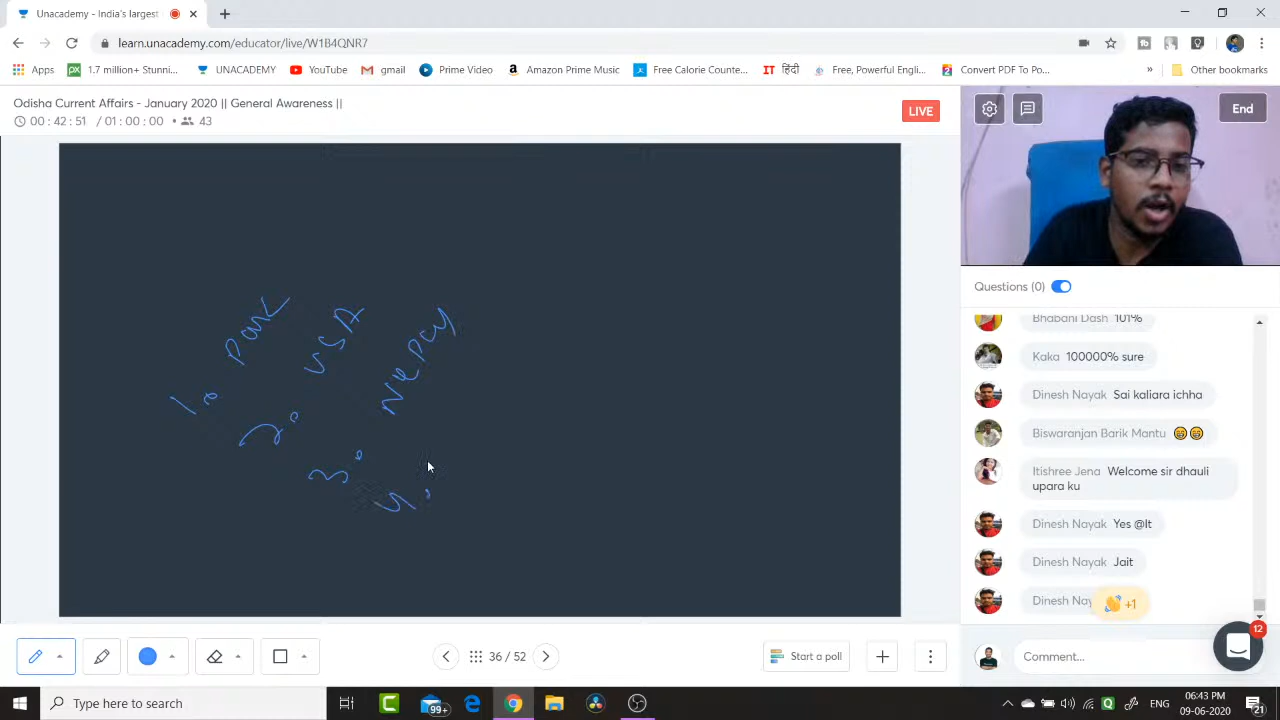 Unacademy - India's largest
learn.unacademy.com/educator/live/W1B4QNR7
Apps
1.7 million+ Stunni...
UNACADEMY
YouTube
gmail
Prime Video
Amazon Prime Music
Free Calorie Counte...
IT हिंदी
Free, Powerful Engli...
Convert PDF To Po...
»
Other bookmarks
Odisha Current Affairs - January 2020 || General Awareness ||
00 : 42 : 51 / 01 : 00 : 00 • 43
LIVE
End
1.
2. USA
3.
4.
Questions (0)
Bhabani Dash 101%
Kaka 100000% sure
Dinesh Nayak Sai kaliara ichha
Biswaranjan Barik Mantu 😄😄
Itishree Jena Welcome sir dhauli
upara ku
Dinesh Nayak Yes @It
Dinesh Nayak Jait
Dinesh Nay
👏 +1
36 / 52
Start a poll
Comment...
12
Type here to search
99+
ENG
06:43 PM
09-06-2020
21